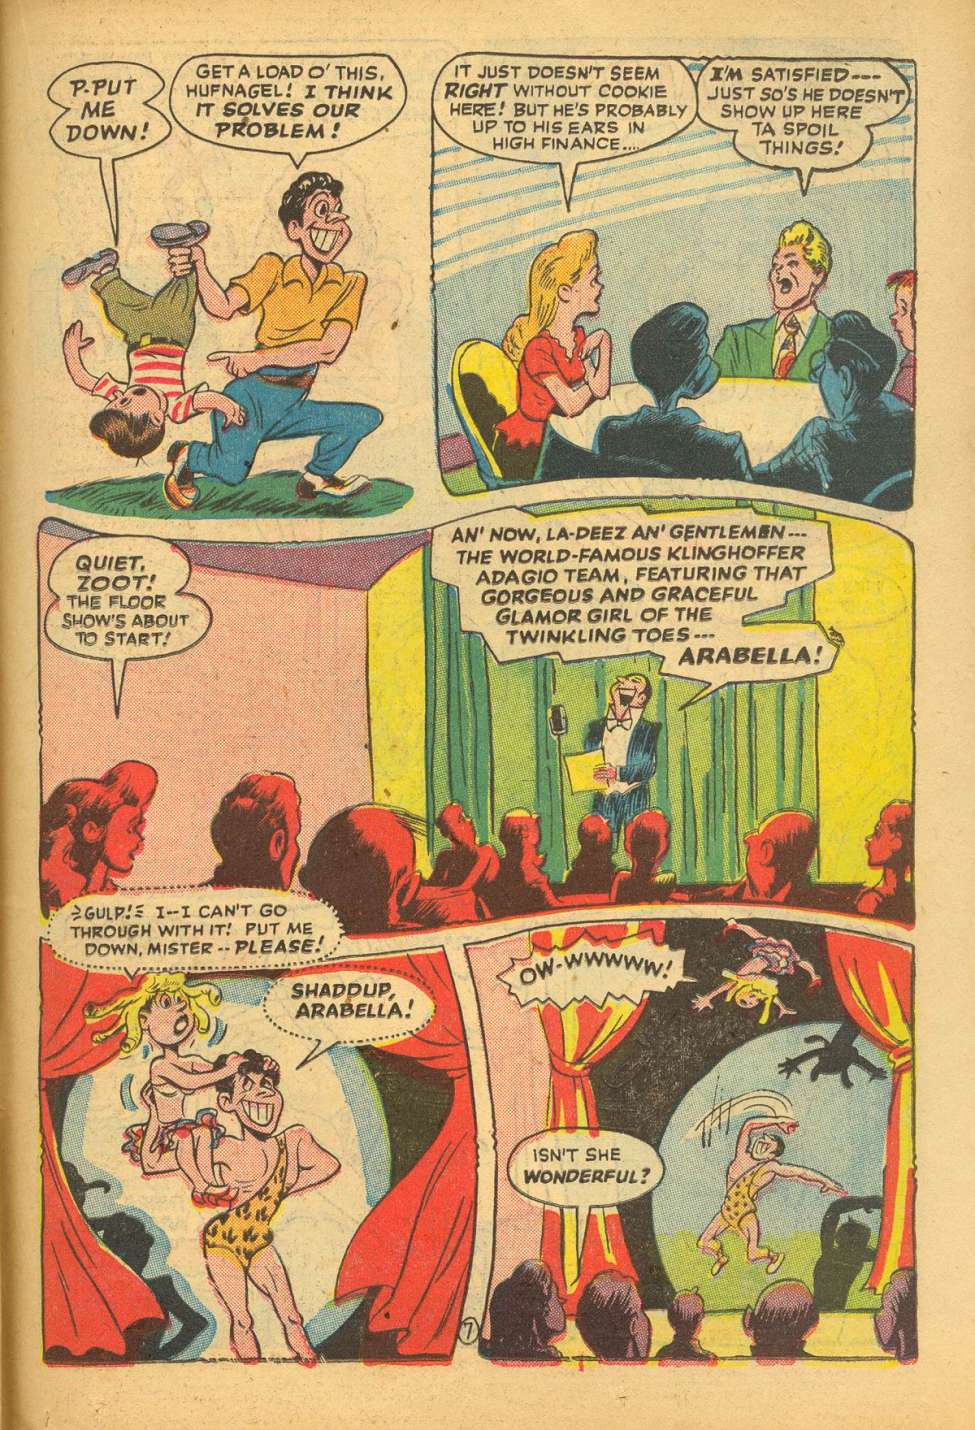 P.PUT
ME
DOWN!
GET A LOAD O' THIS,
HUFNAGEL! I THINK
IT SOLVES OUR
PROBLEM!
IT JUST DOESN'T SEEM
RIGHT WITHOUT COOKIE
HERE! BUT HE'S PROBABLY
UP TO HIS EARS IN
HIGH FINANCE....
I'M SATISFIED----
JUST SO'S HE DOESN'T
SHOW UP HERE
TA SPOIL
THINGS!
QUIET,
ZOOT!
THE FLOOR
SHOW'S ABOUT
TO START!
AN' NOW, LA-DEEZ AN' GENTLEMEN---
THE WORLD-FAMOUS KLINGHOFFER
ADAGIO TEAM, FEATURING THAT
GORGEOUS AND GRACEFUL
GLAMOR GIRL OF THE
TWINKLING TOES---
ARABELLA!
GULP! I--I CAN'T GO
THROUGH WITH IT! PUT ME
DOWN, MISTER -- PLEASE!
SHADDUP,
ARABELLA!
OW-WWWWW!
ISN'T SHE
WONDERFUL?
7